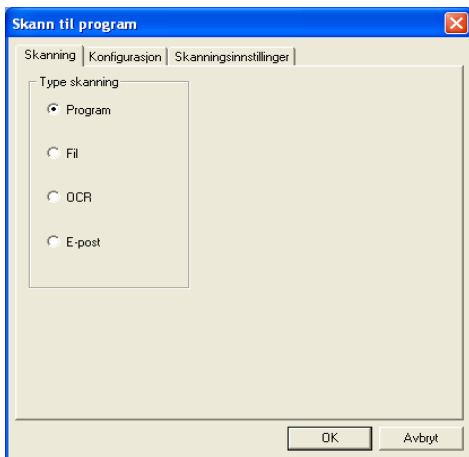 Skann til program
Skanning Konfigurasjon Skanningsinnstillinger
Type skanning
Program
Fil
OCR
E-post
OK Avbryt